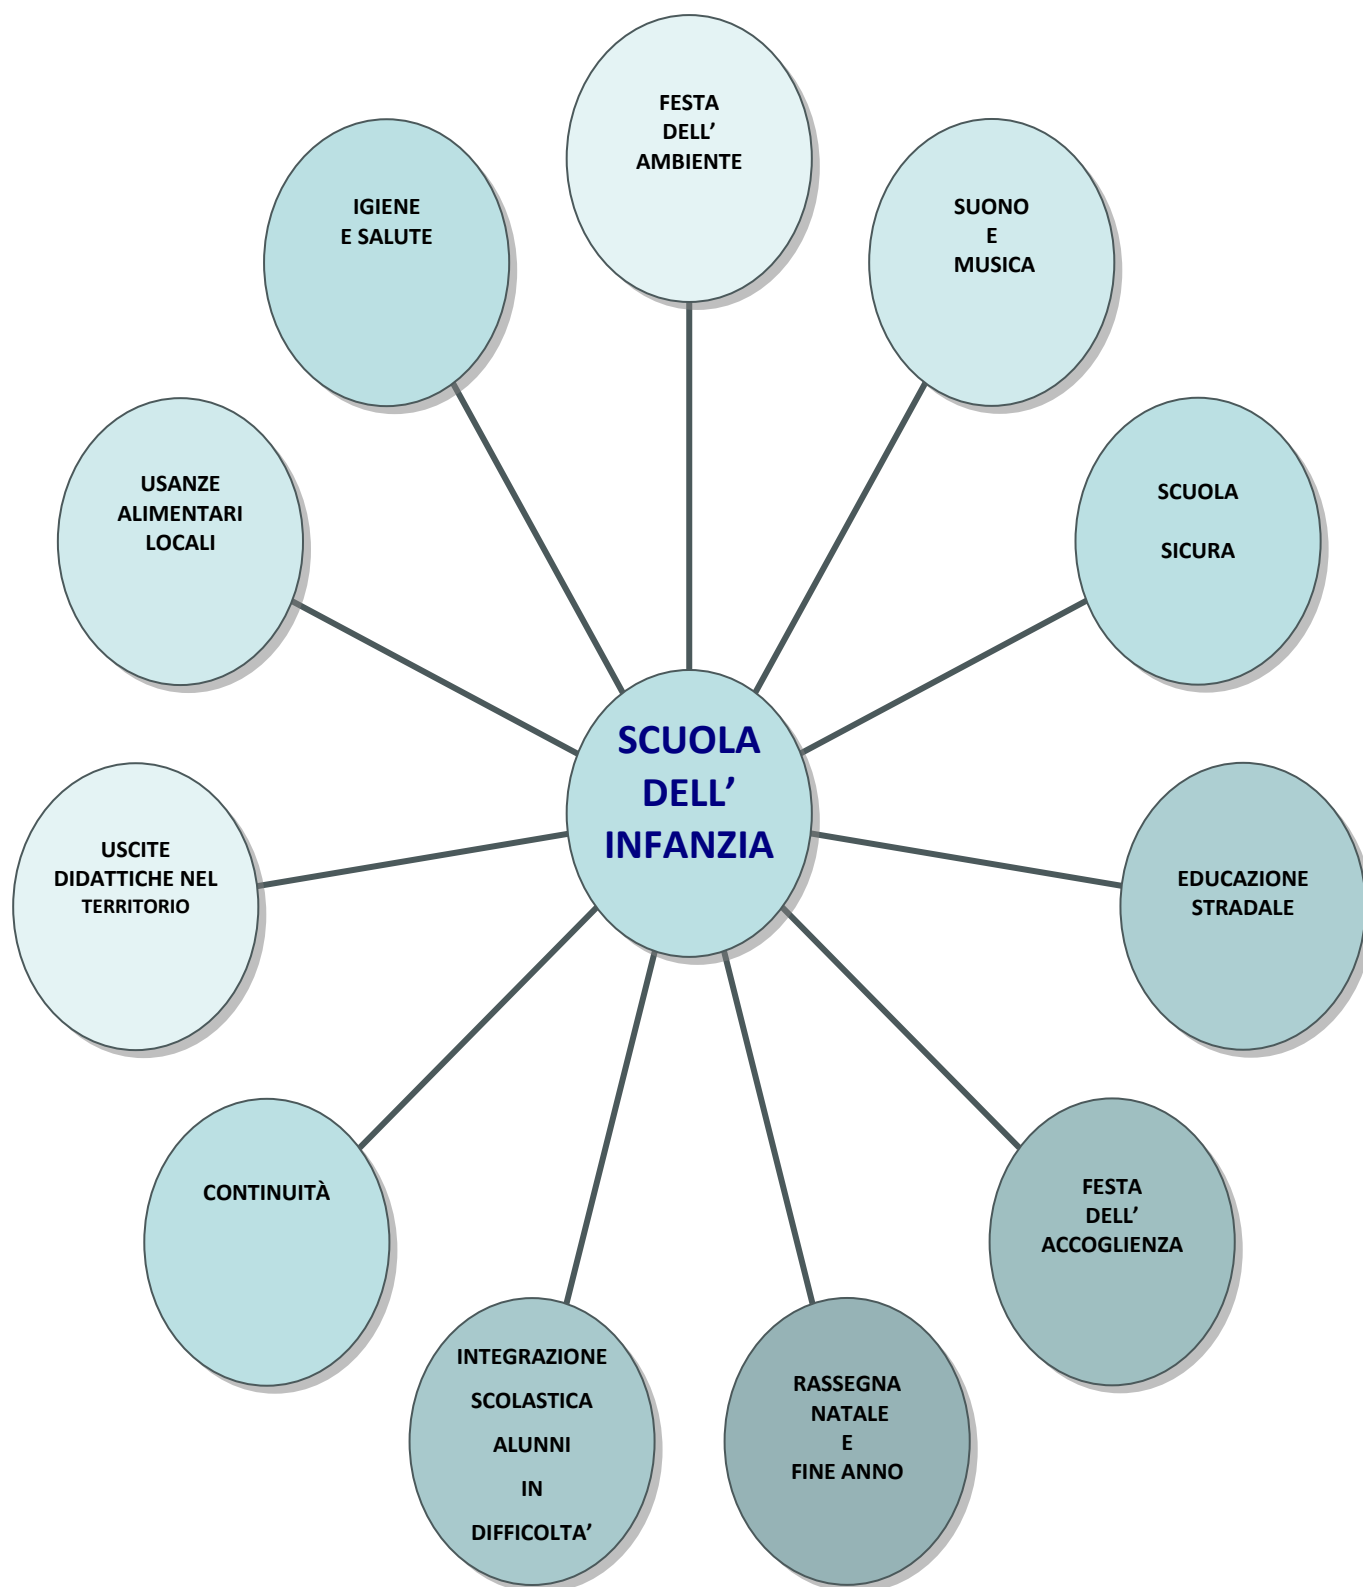 FESTA
DELL’
AMBIENTE
IGIENE
E SALUTE
SUONO
E
MUSICA
USANZE
ALIMENTARI
LOCALI
SCUOLA
SICURA
SCUOLA
DELL’
INFANZIA
USCITE
DIDATTICHE NEL
TERRITORIO
EDUCAZIONE
STRADALE
CONTINUITÀ
FESTA
DELL’
ACCOGLIENZA
INTEGRAZIONE
SCOLASTICA
ALUNNI
IN
DIFFICOLTA’
RASSEGNA
NATALE
E
FINE ANNO